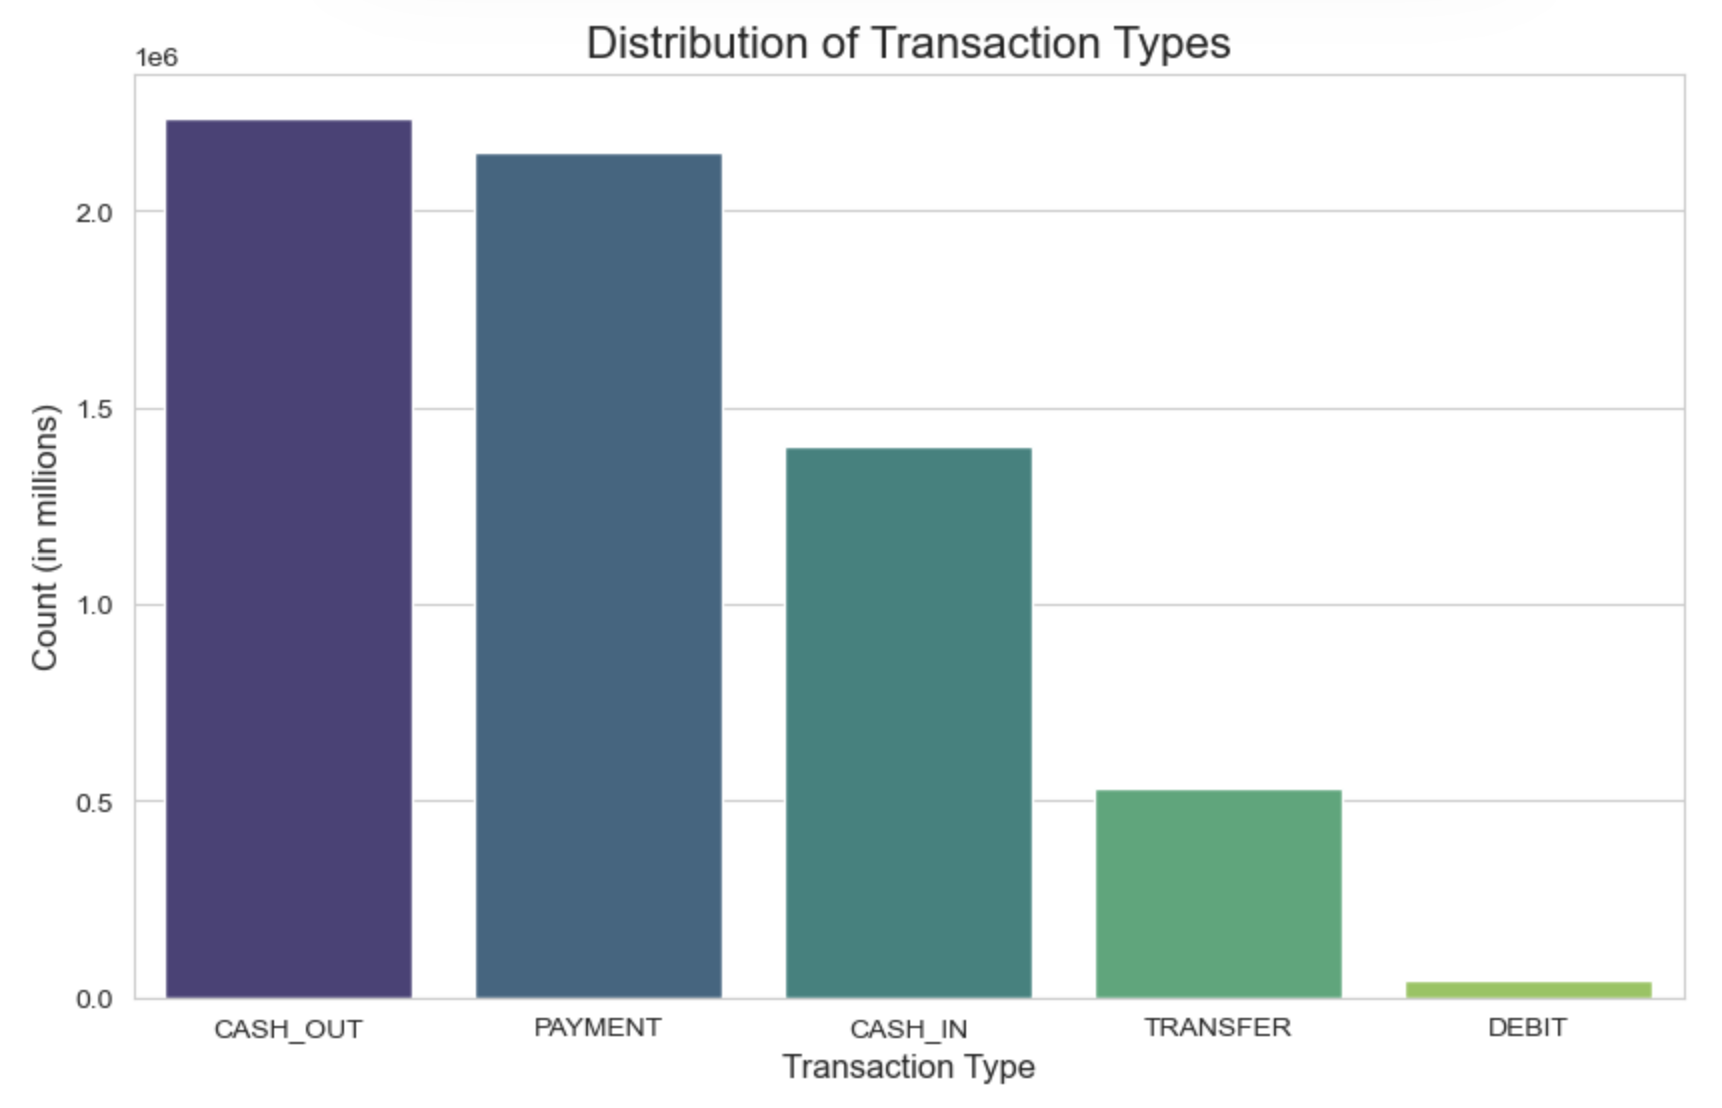 Distribution of Transaction Types
1e6
2.0
1.5
1.0
0.5
0.0
Count (in millions)
CASH_OUT PAYMENT CASH_IN TRANSFER DEBIT
Transaction Type